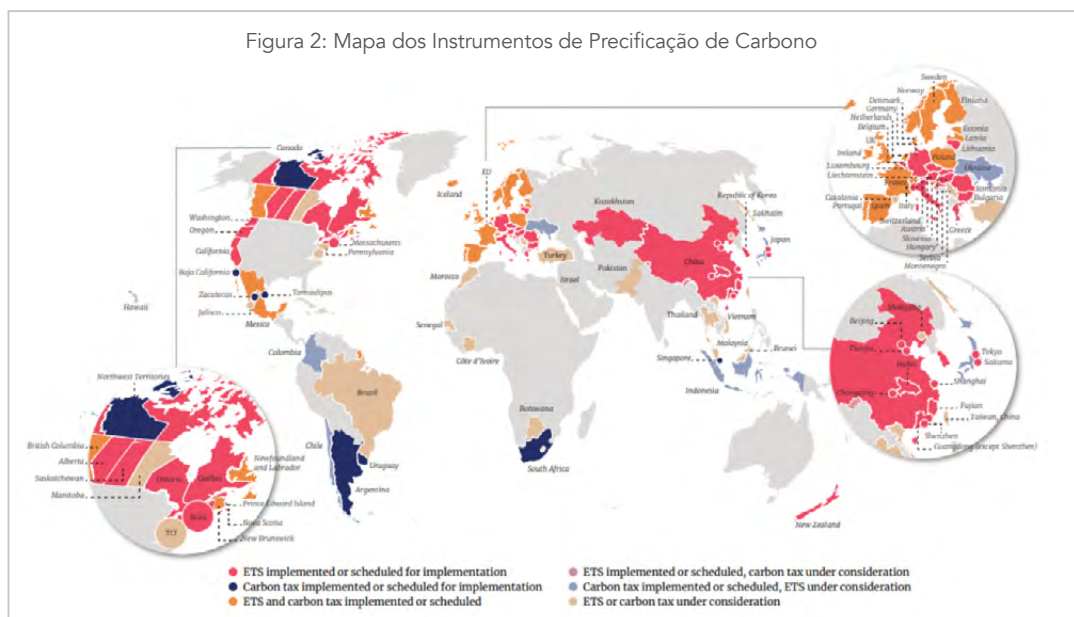 Figura 2: Mapa dos Instrumentos de Precificação de Carbono
Canada
Washington
Oregon
California
Baja California
Zacatecas
Jalisco
Hawaii
Mexico
Tamaulipas
Massachusetts
Pennsylvania
Iceland
EU
Kazakhstan
Republic of Korea
Sakhalin
Japan
China
Turkey
Morocco
Israel
Pakistan
Senegal
Côte d'Ivoire
Thailand
Vietnam
Malaysia
Brunei
Singapore
Indonesia
Colombia
Brazil
Chile
Uruguay
Argentina
Botswana
South Africa
New Zealand
Sweden
Norway
Denmark
Germany
Netherlands
Belgium
UK
Ireland
Luxembourg
Liechtenstein
Finland
Estonia
Latvia
Lithuania
Poland
Ukraine
France
Catalonia
Portugal
Spain
Italy
Romania
Bulgaria
Switzerland
Austria
Slovenia
Hungary
Serbia
Montenegro
Greece
Beijing
Shenyang
Tianjin
Hubei
Chongqing
Tokyo
Saitama
Shanghai
Fujian
Taiwan, China
Shenzhen
Guangdong (except Shenzhen)
Northwest Territories
British Columbia
Alberta
Saskatchewan
Manitoba
Ontario
Québec
Newfoundland
and Labrador
Prince Edward Island
Nova Scotia
New Brunswick
RGGI
TCI
ETS implemented or scheduled for implementation
Carbon tax implemented or scheduled for implementation
ETS and carbon tax implemented or scheduled
ETS implemented or scheduled, carbon tax under consideration
Carbon tax implemented or scheduled, ETS under consideration
ETS or carbon tax under consideration